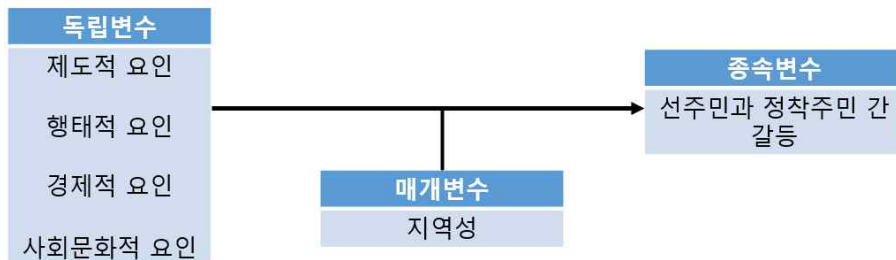 독립변수
제도적 요인
행태적 요인
경제적 요인
사회문화적 요인
매개변수
지역성
종속변수
선주민과 정착주민 간
갈등